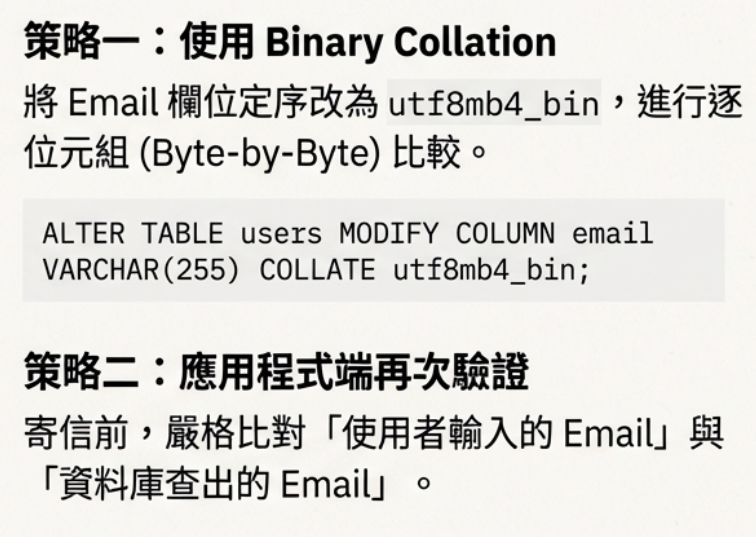 策略一：使用 Binary Collation
將 Email 欄位定序改為 utf8mb4_bin，進行逐
位元組 (Byte-by-Byte) 比較。
ALTER TABLE users MODIFY COLUMN email
VARCHAR(255) COLLATE utf8mb4_bin;
策略二：應用程式端再次驗證
寄信前，嚴格比對「使用者輸入的 Email」與
「資料庫查出的 Email」。